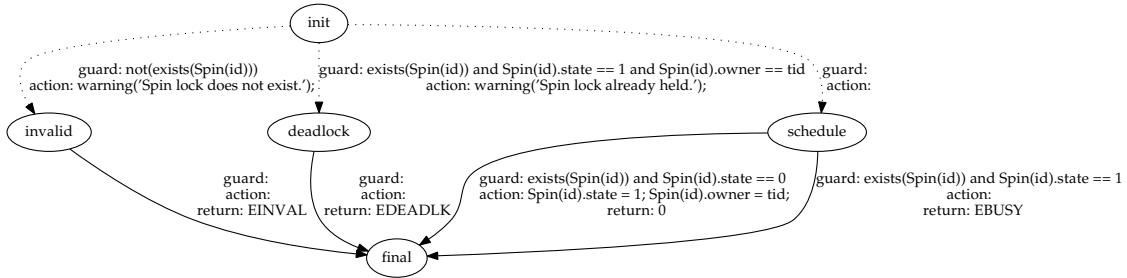 init
guard: not(exists(Spin(id)))
action: warning('Spin lock does not exist.');
guard: exists(Spin(id)) and Spin(id).state == 1 and Spin(id).owner == tid
action: warning('Spin lock already held.');
guard:
action:
invalid
deadlock
schedule
guard:
action:
return: EINVAL
guard:
action:
return: EDEADLK
guard: exists(Spin(id)) and Spin(id).state == 0
action: Spin(id).state = 1; Spin(id).owner = tid;
return: 0
guard: exists(Spin(id)) and Spin(id).state == 1
action:
return: EBUSY
final